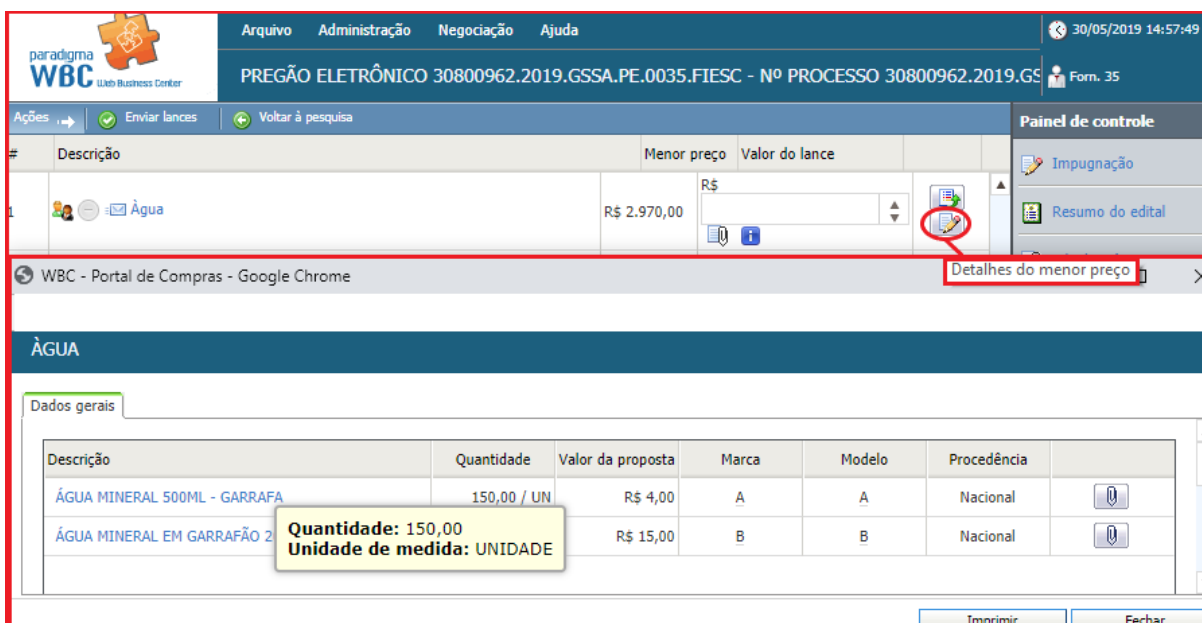 paradigma
WBC Web Business Center
Arquivo Administração Negociação Ajuda
30/05/2019 14:57:49
PREGÃO ELETRÔNICO 30800962.2019.GSSA.PE.0035.FIESC - Nº PROCESSO 30800962.2019.GS
Forn. 35
Ações Enviar lances Voltar à pesquisa
Painel de controle
# Descrição Menor preço Valor do lance
Impugnação
1 Àgua R$ 2.970,00 R$
Resumo do edital
Detalhes do menor preço
WBC - Portal de Compras - Google Chrome
ÀGUA
Dados gerais
Descrição Quantidade Valor da proposta Marca Modelo Procedência
ÁGUA MINERAL 500ML - GARRAFA 150,00 / UN R$ 4,00 A A Nacional
ÁGUA MINERAL EM GARRAFÃO 2 R$ 15,00 B B Nacional
Quantidade: 150,00
Unidade de medida: UNIDADE
Imprimir Fechar